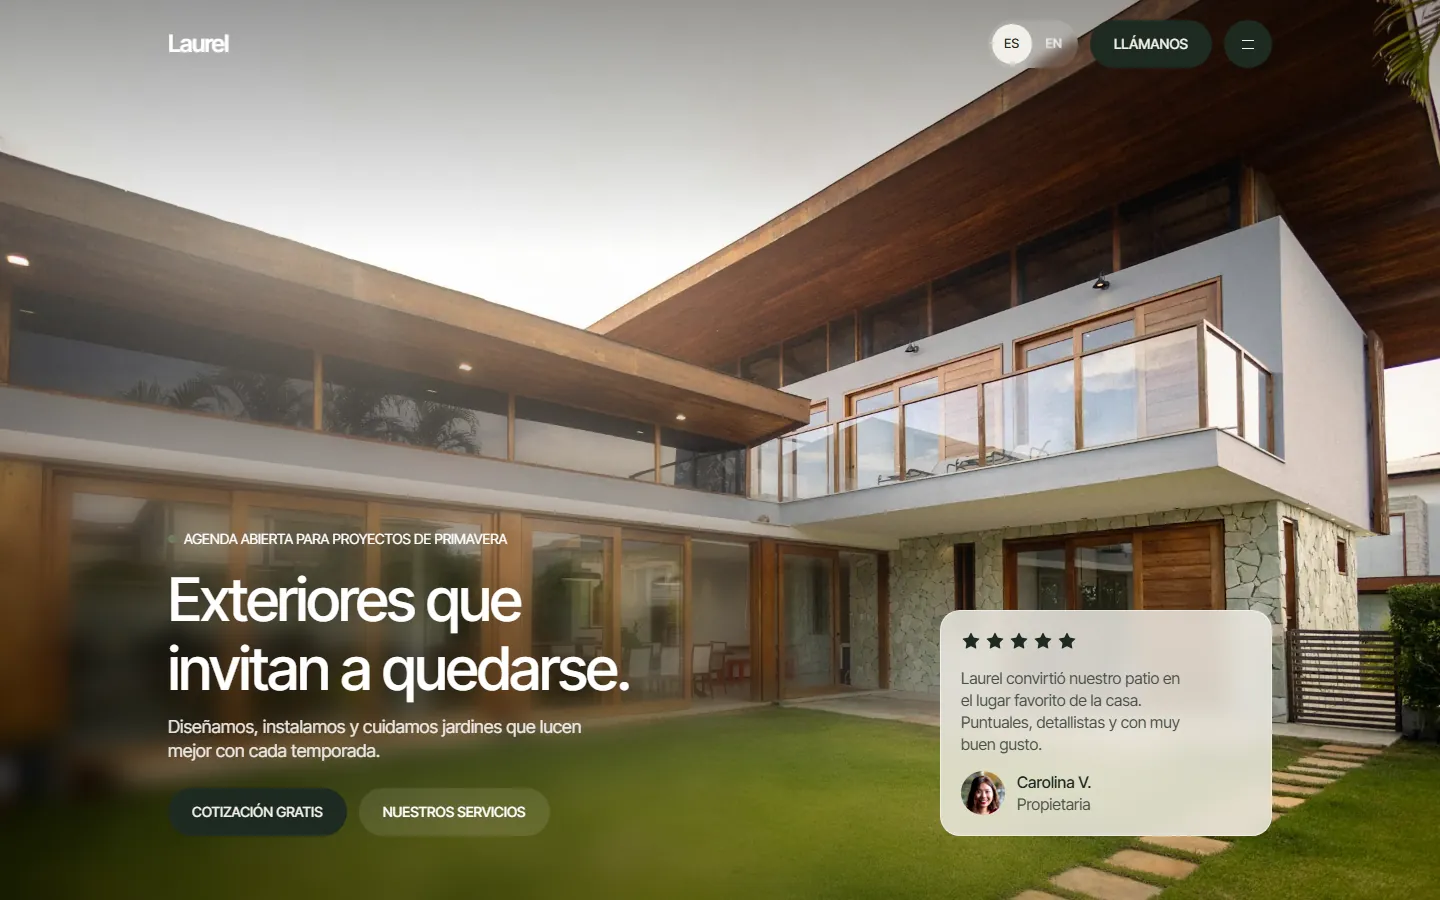 Laurel
ES
EN
LLÁMANOS
AGENDA ABIERTA PARA PROYECTOS DE PRIMAVERA
Exteriores que
invitan a quedarse.
Diseñamos, instalamos y cuidamos jardines que lucen
mejor con cada temporada.
COTIZACIÓN GRATIS
NUESTROS SERVICIOS
Laurel convirtió nuestro patio en
el lugar favorito de la casa.
Puntuales, detallistas y con muy
buen gusto.
Carolina V.
Propietaria